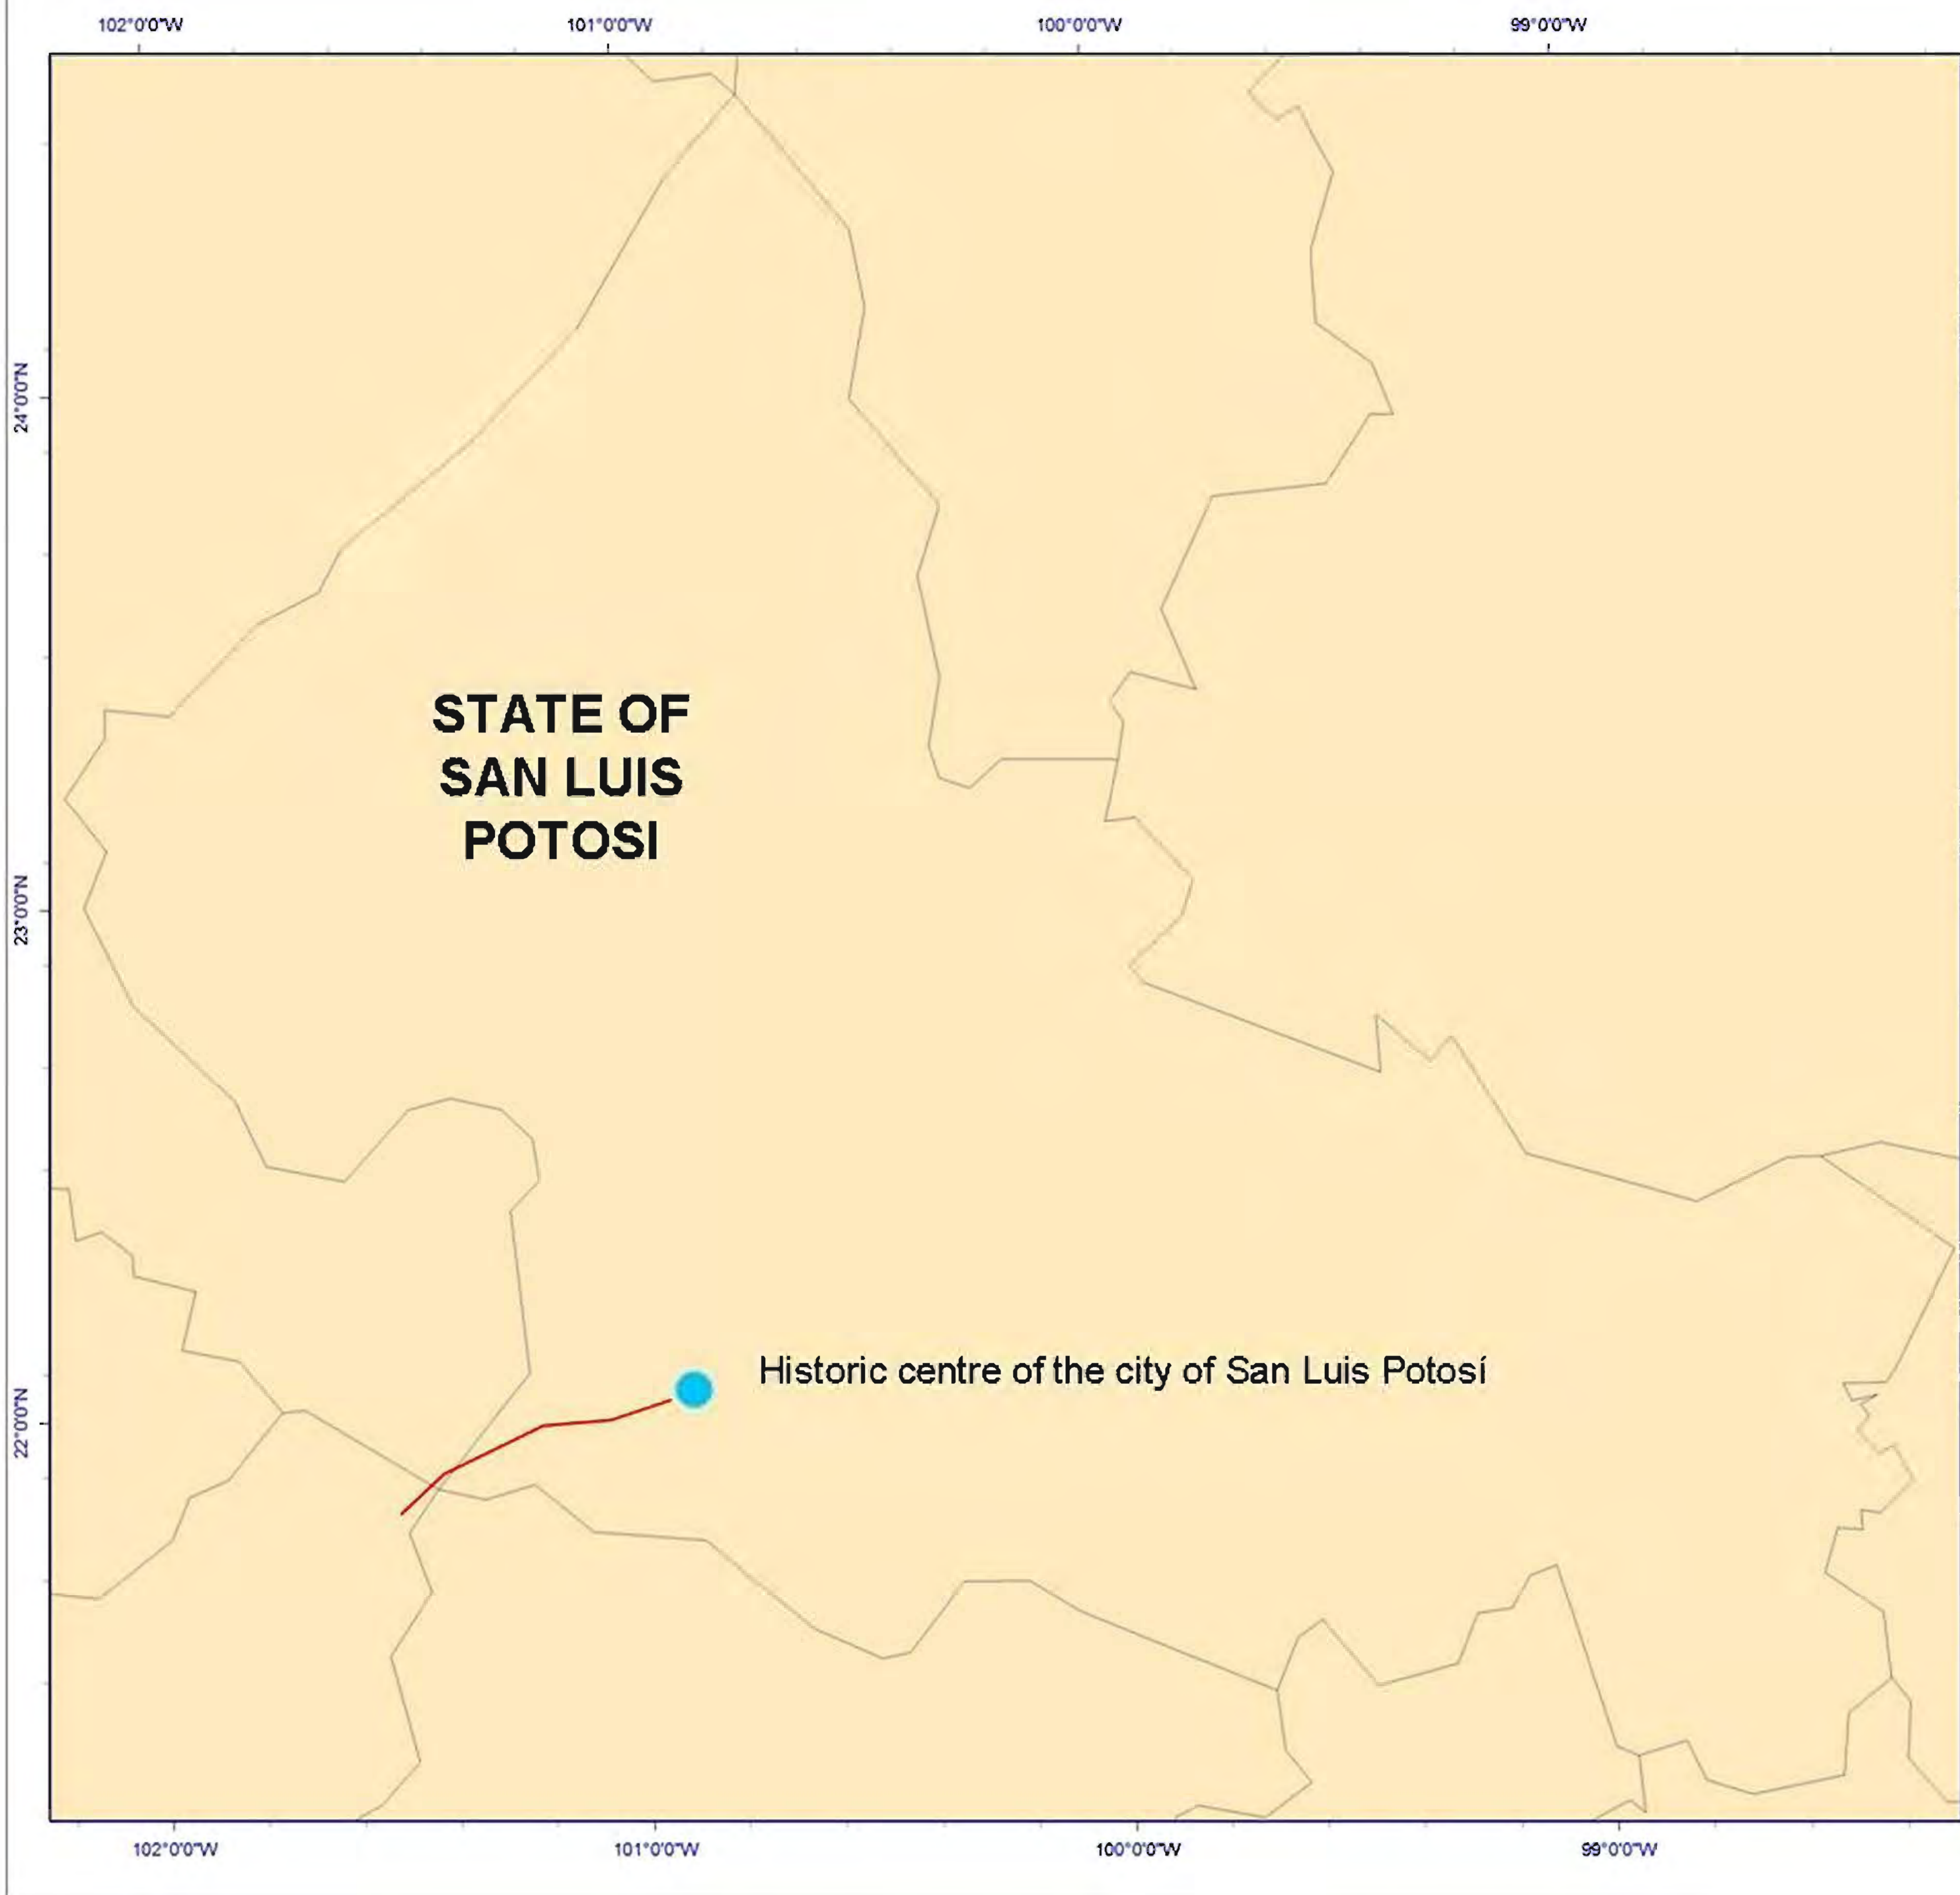 102°0'0"W 101°0'0"W 100°0'0"W 99°0'0"W
24°0'0"N
STATE OF
SAN LUIS
POTOSI
23°0'0"N
Historic centre of the city of San Luis Potosí
22°0'0"N
102°0'0"W 101°0'0"W 100°0'0"W 99°0'0"W